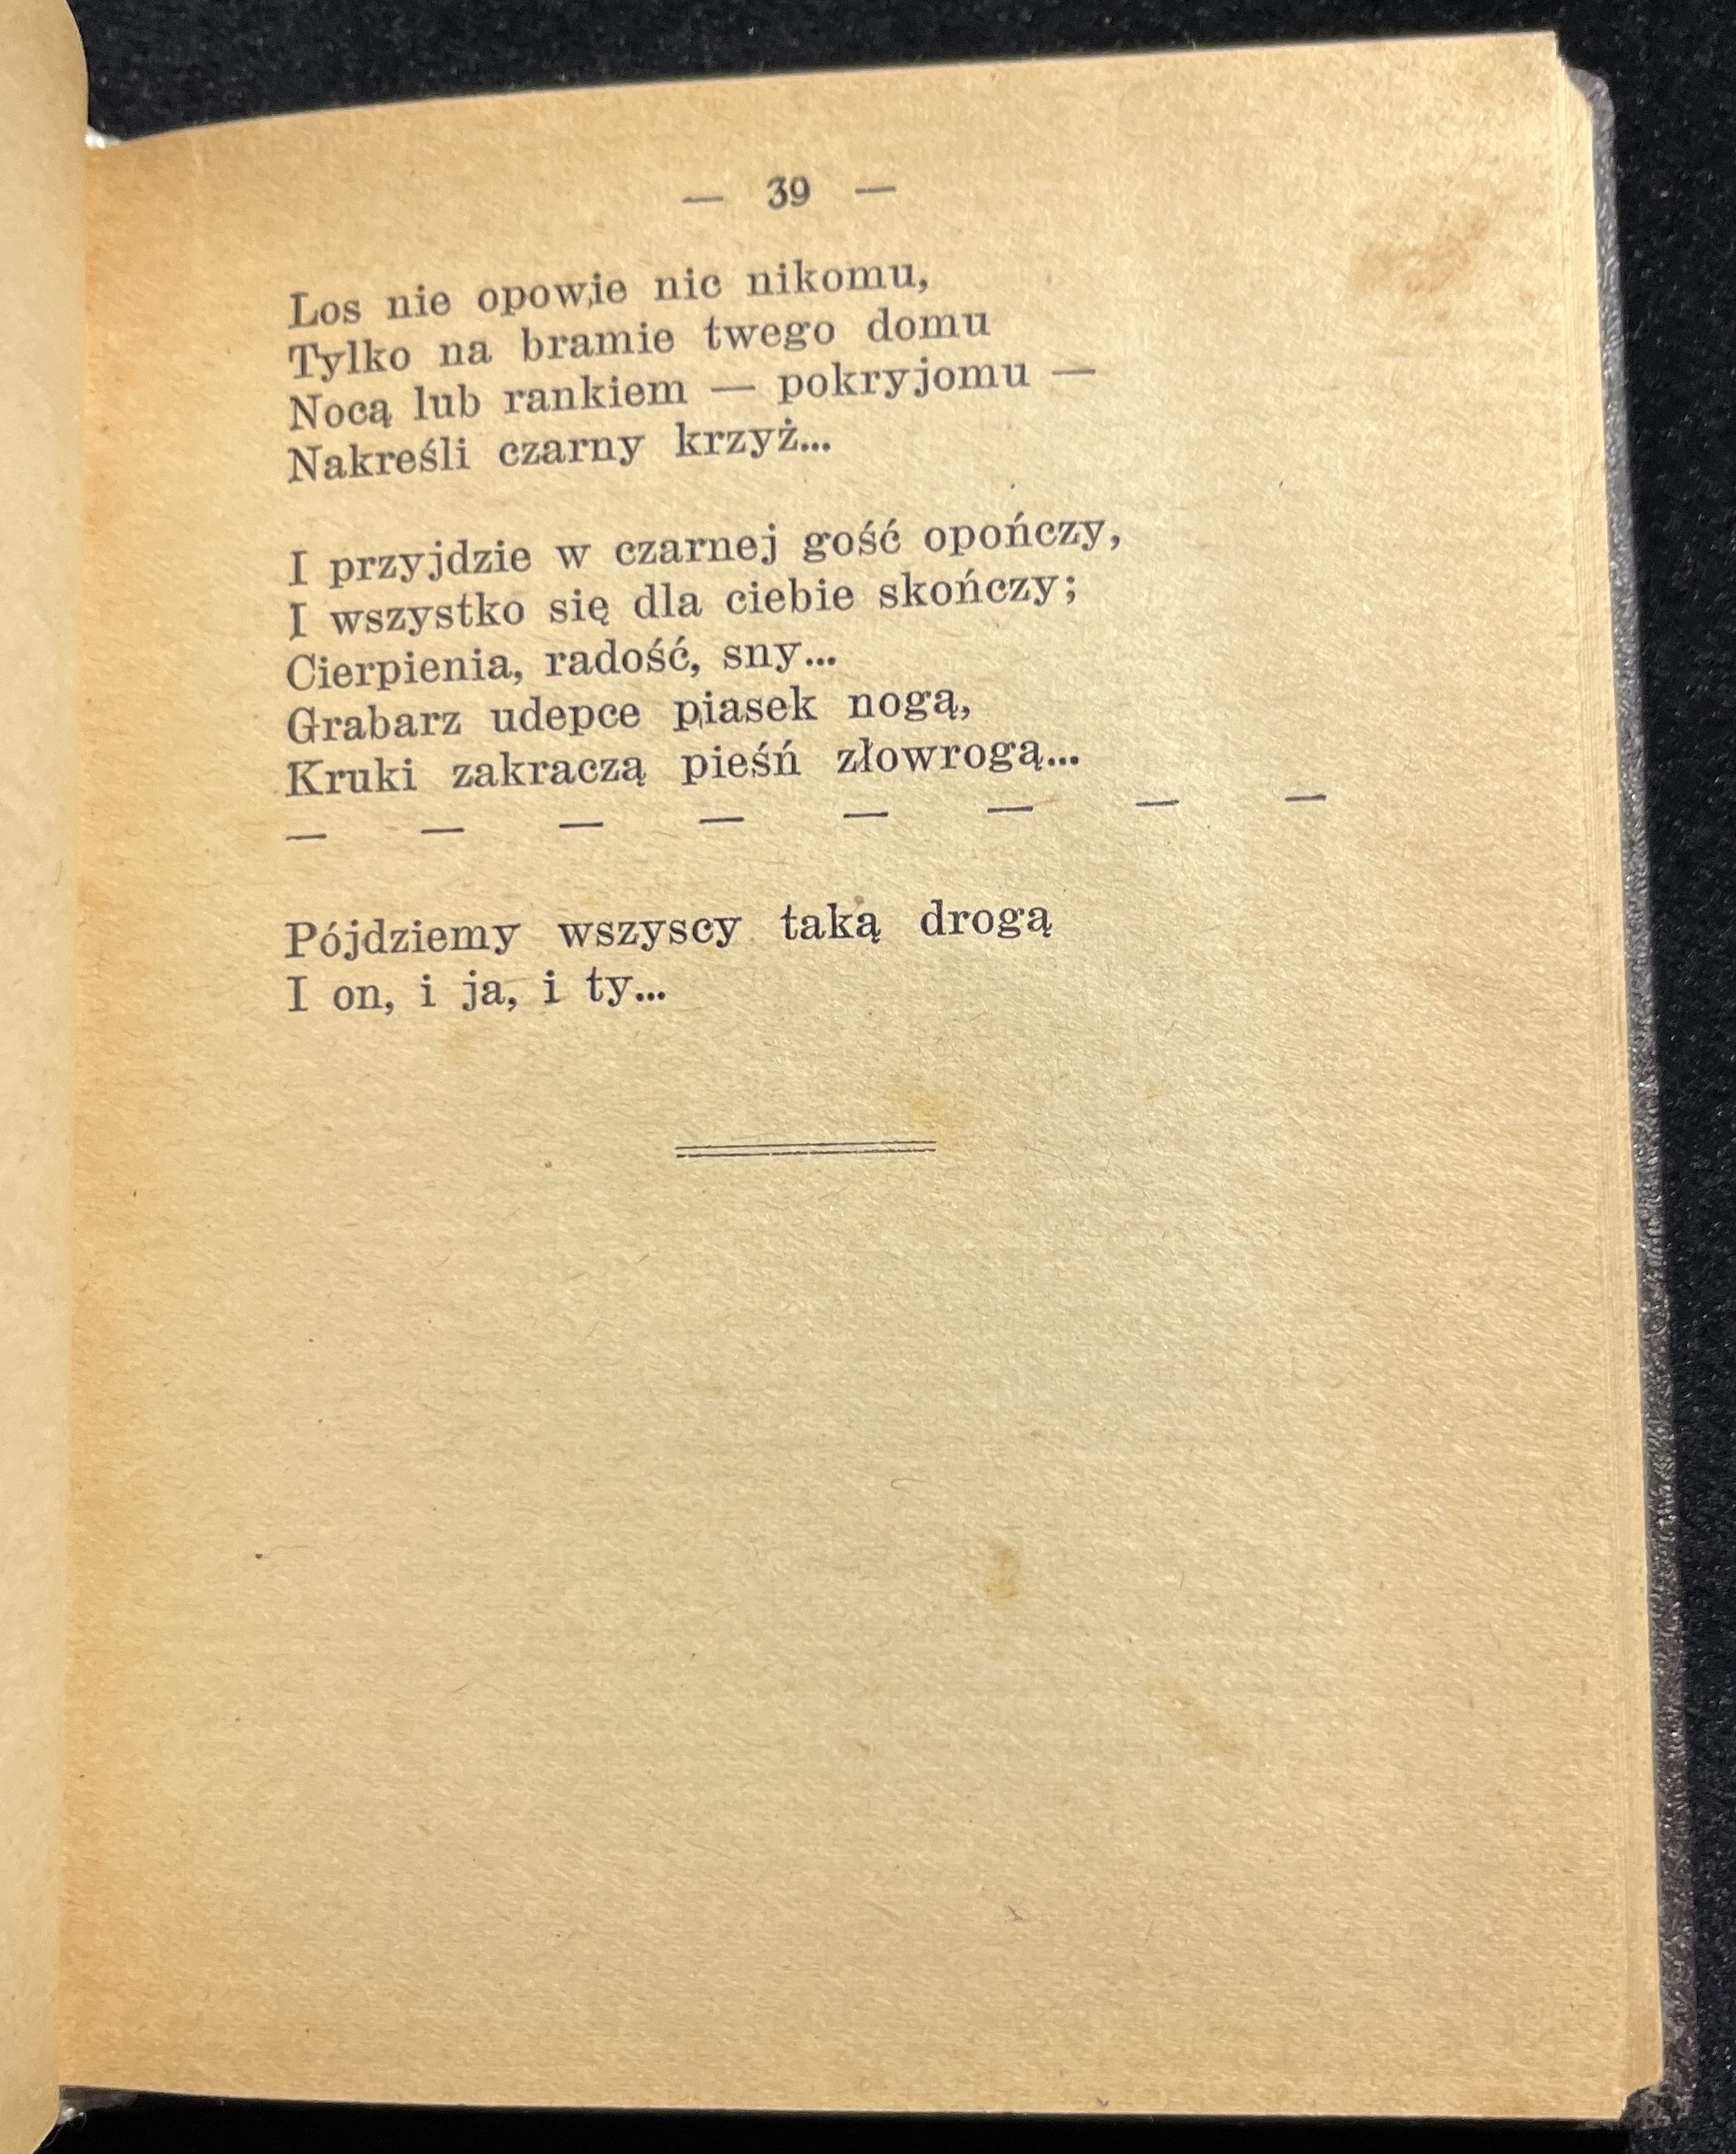 — 39 —
Los nie opowie nic nikomu,
Tylko na bramie twego domu
Nocą lub rankiem — pokryjomu —
Nakreśli czarny krzyż...
I przyjdzie w czarnej gość opończy,
I wszystko się dla ciebie skończy;
Cierpienia, radość, sny...
Grabarz udepce piasek nogą,
Kruki zakraczą pieśń złowrogą...
— — — — — — — —
Pójdziemy wszyscy taką drogą
I on, i ja, i ty...